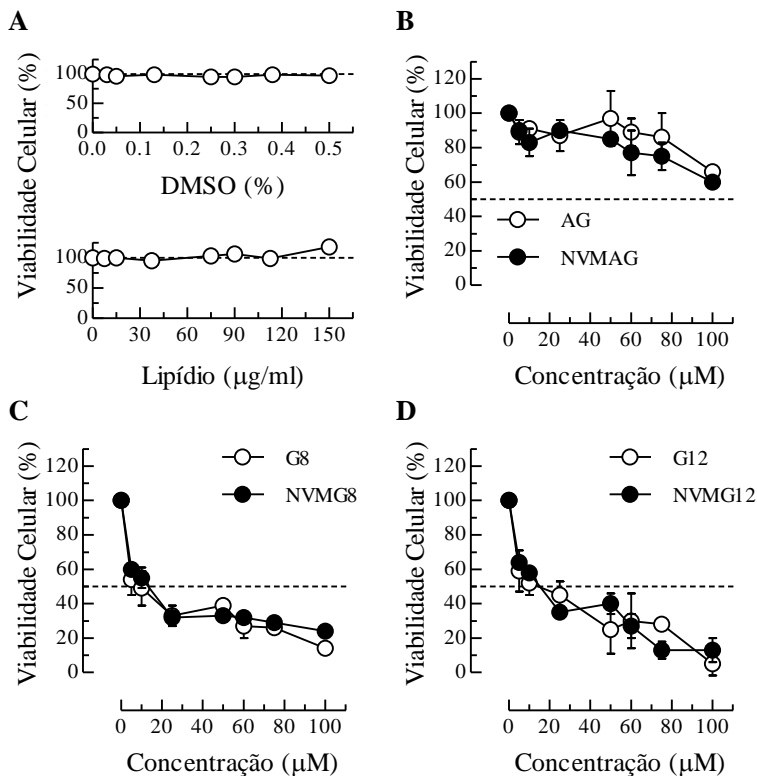 A
Viabilidade Celular (%)
100
50
0
0.0 0.1 0.2 0.3 0.4 0.5
DMSO (%)
100
50
0
0 30 60 90 120 150
Lipídio (μg/ml)
B
Viabilidade Celular (%)
120
100
80
60
40
20
0
AG
NVMAG
0 20 40 60 80 100
Concentração (μM)
C
Viabilidade Celular (%)
120
100
80
60
40
20
0
G8
NVMG8
0 20 40 60 80 100
Concentração (μM)
D
Viabilidade Celular (%)
120
100
80
60
40
20
0
G12
NVMG12
0 20 40 60 80 100
Concentração (μM)